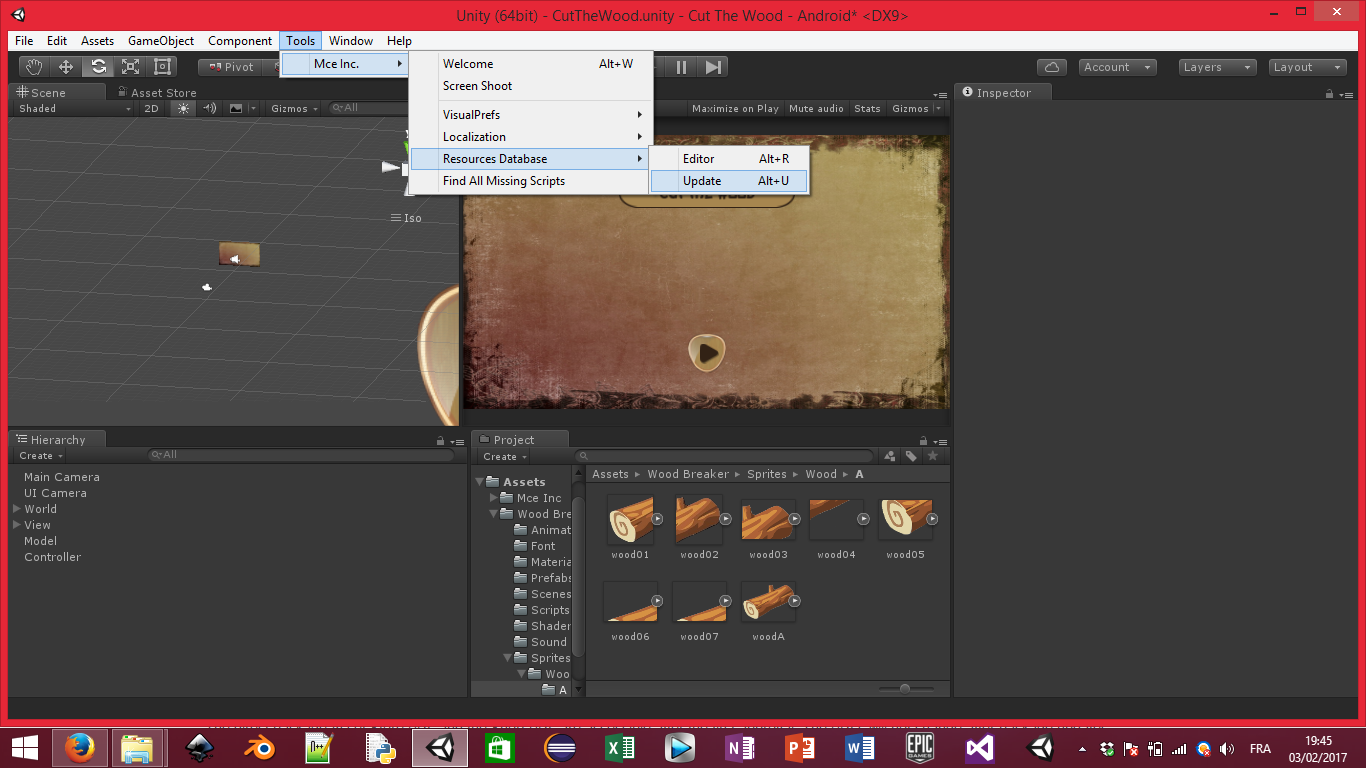 Unity (64bit) - CutTheWood.unity - Cut The Wood - Android* <DX9>
File Edit Assets GameObject Component Tools Window Help
Pivot Mce Inc. Welcome Alt+W Account Layers Layout
Screen Shoot
Scene Asset Store Inspector
Shaded 2D Gizmos All Maximize on Play Mute audio Stats Gizmos
VisualPrefs
Localization
Resources Database Editor Alt+R
Find All Missing Scripts Update Alt+U
CUT THE WOOD
Iso
Hierarchy Project
Create All Create
Main Camera
UI Camera
World
View
Model
Controller
Assets
Mce Inc
Wood Bre
Animat
Font
Materia
Prefabs
Scenes
Scripts
Shader
Sound
Sprites
Woo
A
Assets Wood Breaker Sprites Wood A
wood01 wood02 wood03 wood04 wood05
wood06 wood07 woodA
FRA 19:45
03/02/2017